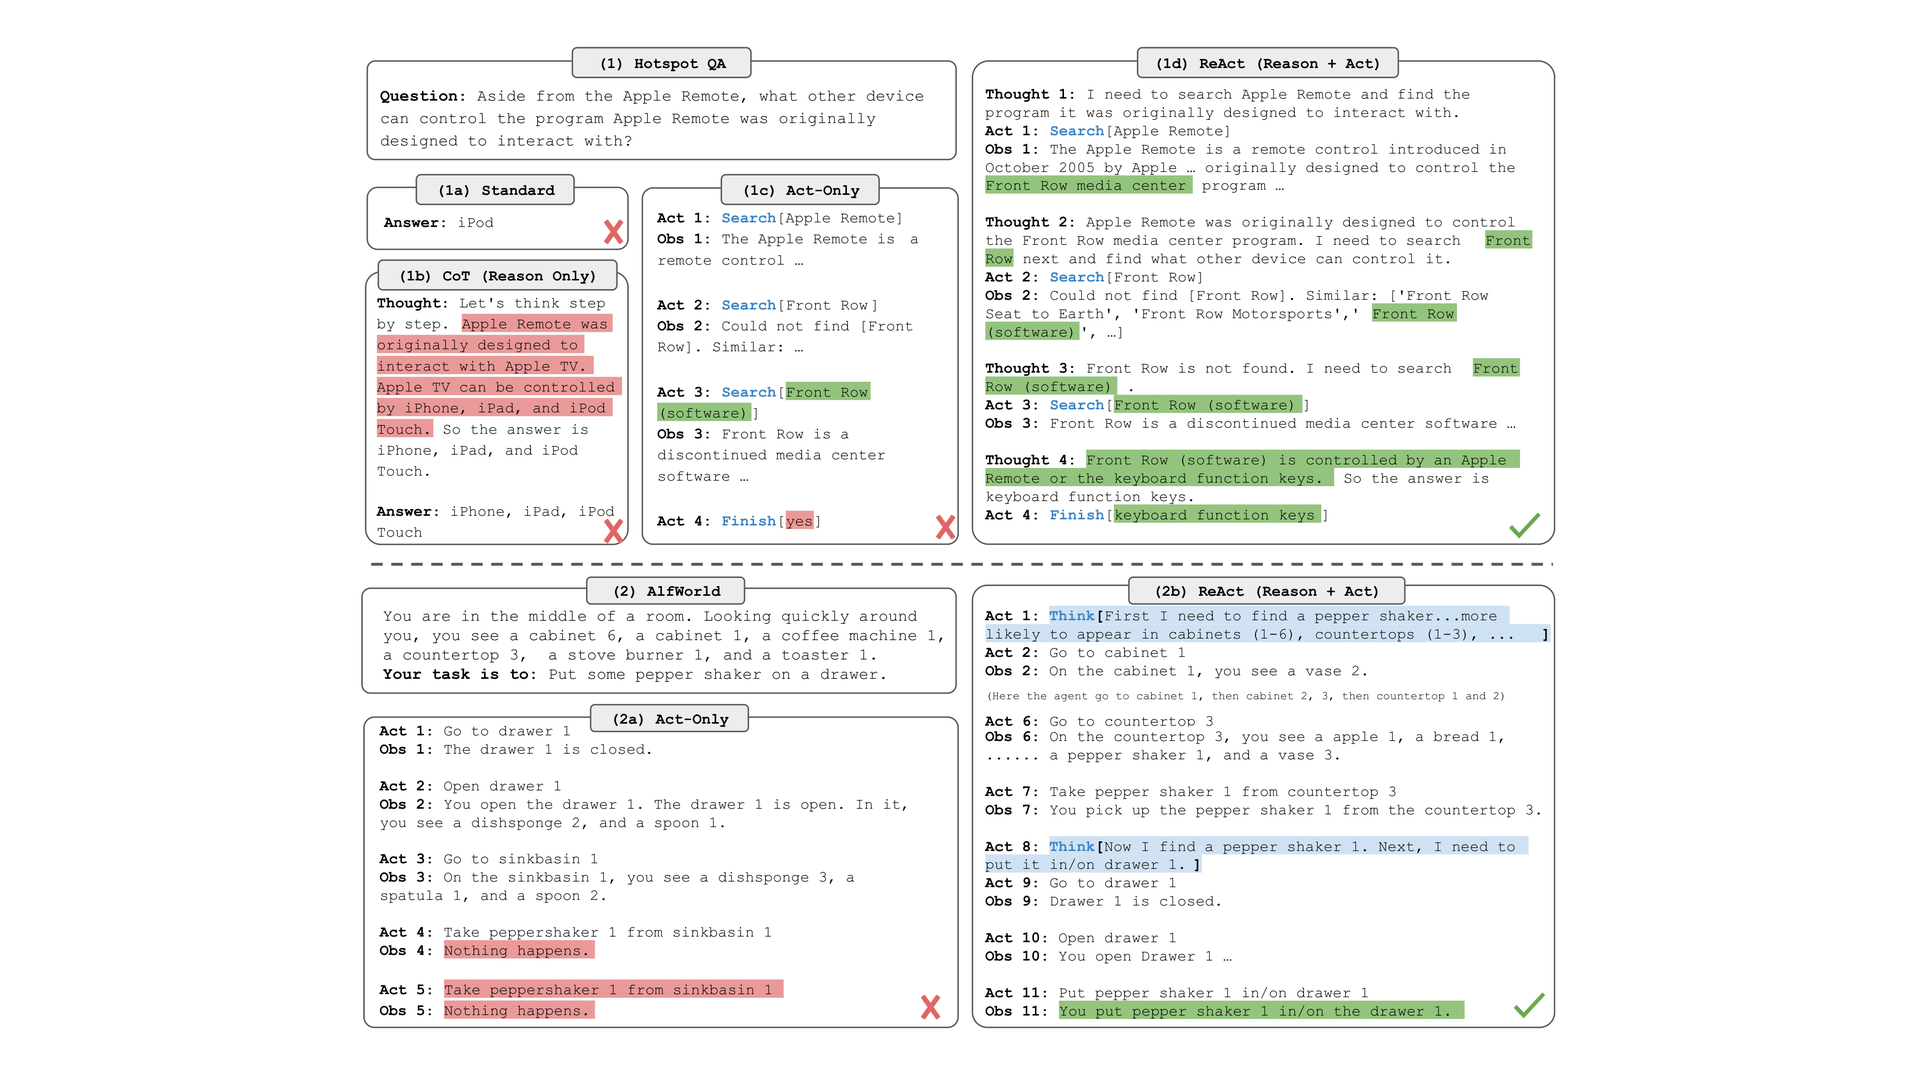 (1) Hotspot QA
Question: Aside from the Apple Remote, what other device
can control the program Apple Remote was originally
designed to interact with?
(1a) Standard
Answer: iPod
(1b) CoT (Reason Only)
Thought: Let's think step
by step. Apple Remote was
originally designed to
interact with Apple TV.
Apple TV can be controlled
by iPhone, iPad, and iPod
Touch. So the answer is
iPhone, iPad, and iPod
Touch.
Answer: iPhone, iPad, iPod
Touch
(1c) Act-Only
Act 1: Search[Apple Remote]
Obs 1: The Apple Remote is a
remote control …
Act 2: Search[Front Row]
Obs 2: Could not find [Front
Row]. Similar: …
Act 3: Search[Front Row
(software)]
Obs 3: Front Row is a
discontinued media center
software …
Act 4: Finish[yes]
(1d) ReAct (Reason + Act)
Thought 1: I need to search Apple Remote and find the
program it was originally designed to interact with.
Act 1: Search[Apple Remote]
Obs 1: The Apple Remote is a remote control introduced in
October 2005 by Apple … originally designed to control the
Front Row media center program …
Thought 2: Apple Remote was originally designed to control
the Front Row media center program. I need to search Front
Row next and find what other device can control it.
Act 2: Search[Front Row]
Obs 2: Could not find [Front Row]. Similar: ['Front Row
Seat to Earth', 'Front Row Motorsports',' Front Row
(software)', …]
Thought 3: Front Row is not found. I need to search Front
Row (software) .
Act 3: Search[Front Row (software) ]
Obs 3: Front Row is a discontinued media center software …
Thought 4: Front Row (software) is controlled by an Apple
Remote or the keyboard function keys. So the answer is
keyboard function keys.
Act 4: Finish[keyboard function keys ]
(2) AlfWorld
You are in the middle of a room. Looking quickly around
you, you see a cabinet 6, a cabinet 1, a coffee machine 1,
a countertop 3, a stove burner 1, and a toaster 1.
Your task is to: Put some pepper shaker on a drawer.
(2a) Act-Only
Act 1: Go to drawer 1
Obs 1: The drawer 1 is closed.
Act 2: Open drawer 1
Obs 2: You open the drawer 1. The drawer 1 is open. In it,
you see a dishsponge 2, and a spoon 1.
Act 3: Go to sinkbasin 1
Obs 3: On the sinkbasin 1, you see a dishsponge 3, a
spatula 1, and a spoon 2.
Act 4: Take peppershaker 1 from sinkbasin 1
Obs 4: Nothing happens.
Act 5: Take peppershaker 1 from sinkbasin 1
Obs 5: Nothing happens.
(2b) ReAct (Reason + Act)
Act 1: Think[First I need to find a pepper shaker...more
likely to appear in cabinets (1-6), countertops (1-3), ... ]
Act 2: Go to cabinet 1
Obs 2: On the cabinet 1, you see a vase 2.
(Here the agent go to cabinet 1, then cabinet 2, 3, then countertop 1 and 2)
Act 6: Go to countertop 3
Obs 6: On the countertop 3, you see a apple 1, a bread 1,
...... a pepper shaker 1, and a vase 3.
Act 7: Take pepper shaker 1 from countertop 3
Obs 7: You pick up the pepper shaker 1 from the countertop 3.
Act 8: Think[Now I find a pepper shaker 1. Next, I need to
put it in/on drawer 1. ]
Act 9: Go to drawer 1
Obs 9: Drawer 1 is closed.
Act 10: Open drawer 1
Obs 10: You open Drawer 1 …
Act 11: Put pepper shaker 1 in/on drawer 1
Obs 11: You put pepper shaker 1 in/on the drawer 1.